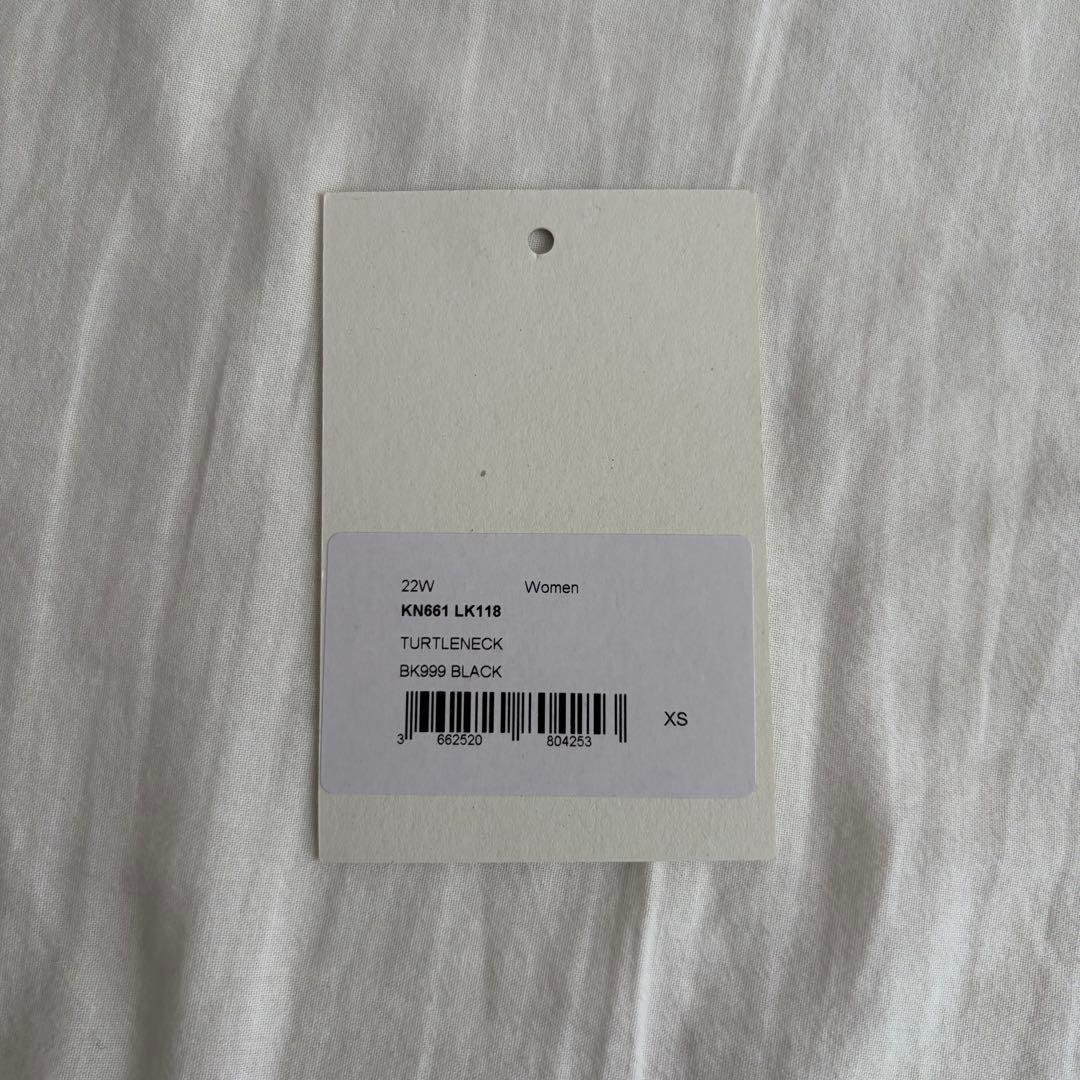 22W Women
KN661 LK118
TURTLENECK
BK999 BLACK
XS
3 662520 804253